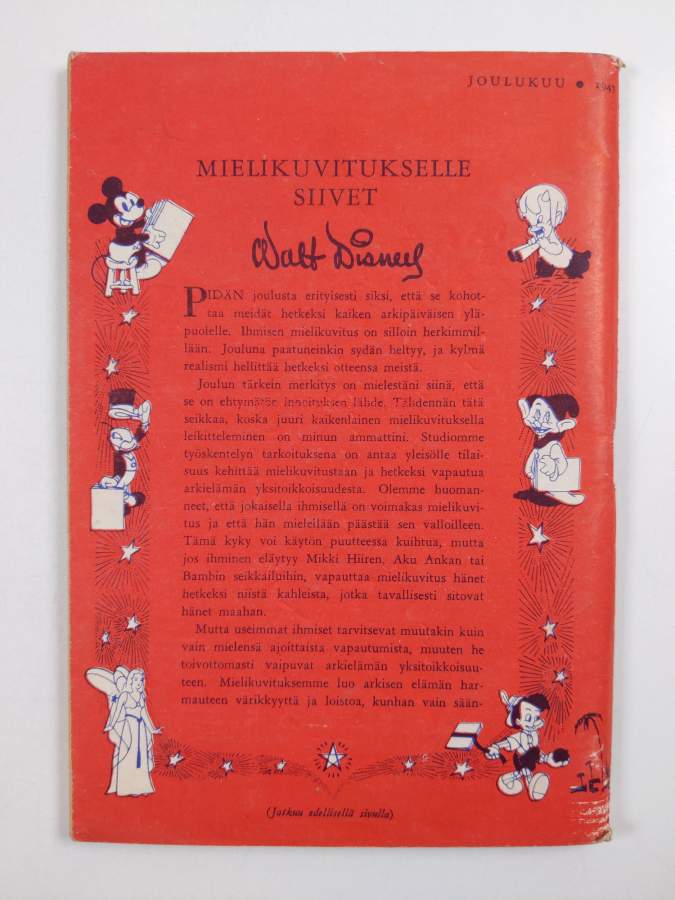 JOULUKUU •
MIELIKUVITUKSELLE
SIIVET
Walt Disney
PIDÄN joulusta erityisesti siksi, että se kohot-
taa meidät hetkeksi kaiken arkipäiväisen ylä-
puolelle. Ihmisen mielikuvitus on silloin herkimmil-
lään. Jouluna paatuneinkin sydän heltyy, ja kylmä
realismi hellittää hetkeksi otteensa meistä.
Joulun tärkein merkitys on mielestäni siinä, että
se on ehtymätön innoituksen lähde. Tähdennän tätä
seikkaa, koska juuri kaikenlainen mielikuvituksella
leikitteleminen on minun ammattini. Studiomme
työskentelyn tarkoituksena on antaa yleisölle tilai-
suus kehittää mielikuvitustaan ja hetkeksi vapautua
arkielämän yksitoikkoisuudesta. Olemme huoman-
neet, että jokaisella ihmisellä on voimakas mielikuvi-
tus ja että hän mielellään päästää sen valloilleen.
Tämä kyky voi käytön puutteessa kuihtua, mutta
jos ihminen eläytyy Mikki Hiiren, Aku Ankan tai
Bambin seikkailuihin, vapauttaa mielikuvitus hänet
hetkeksi niistä kahleista, jotka tavallisesti sitovat
hänet maahan.
Mutta useimmat ihmiset tarvitsevat muutakin kuin
vain mielensä ajoittaista vapautumista, muuten he
toivottomasti vaipuvat arkielämän yksitoikkoisuu-
teen. Mielikuvituksemme luo arkisen elämän har-
mauteen värikkyyttä ja loistoa, kunhan vain sään-
(Jatkuu edellisellä sivulla)